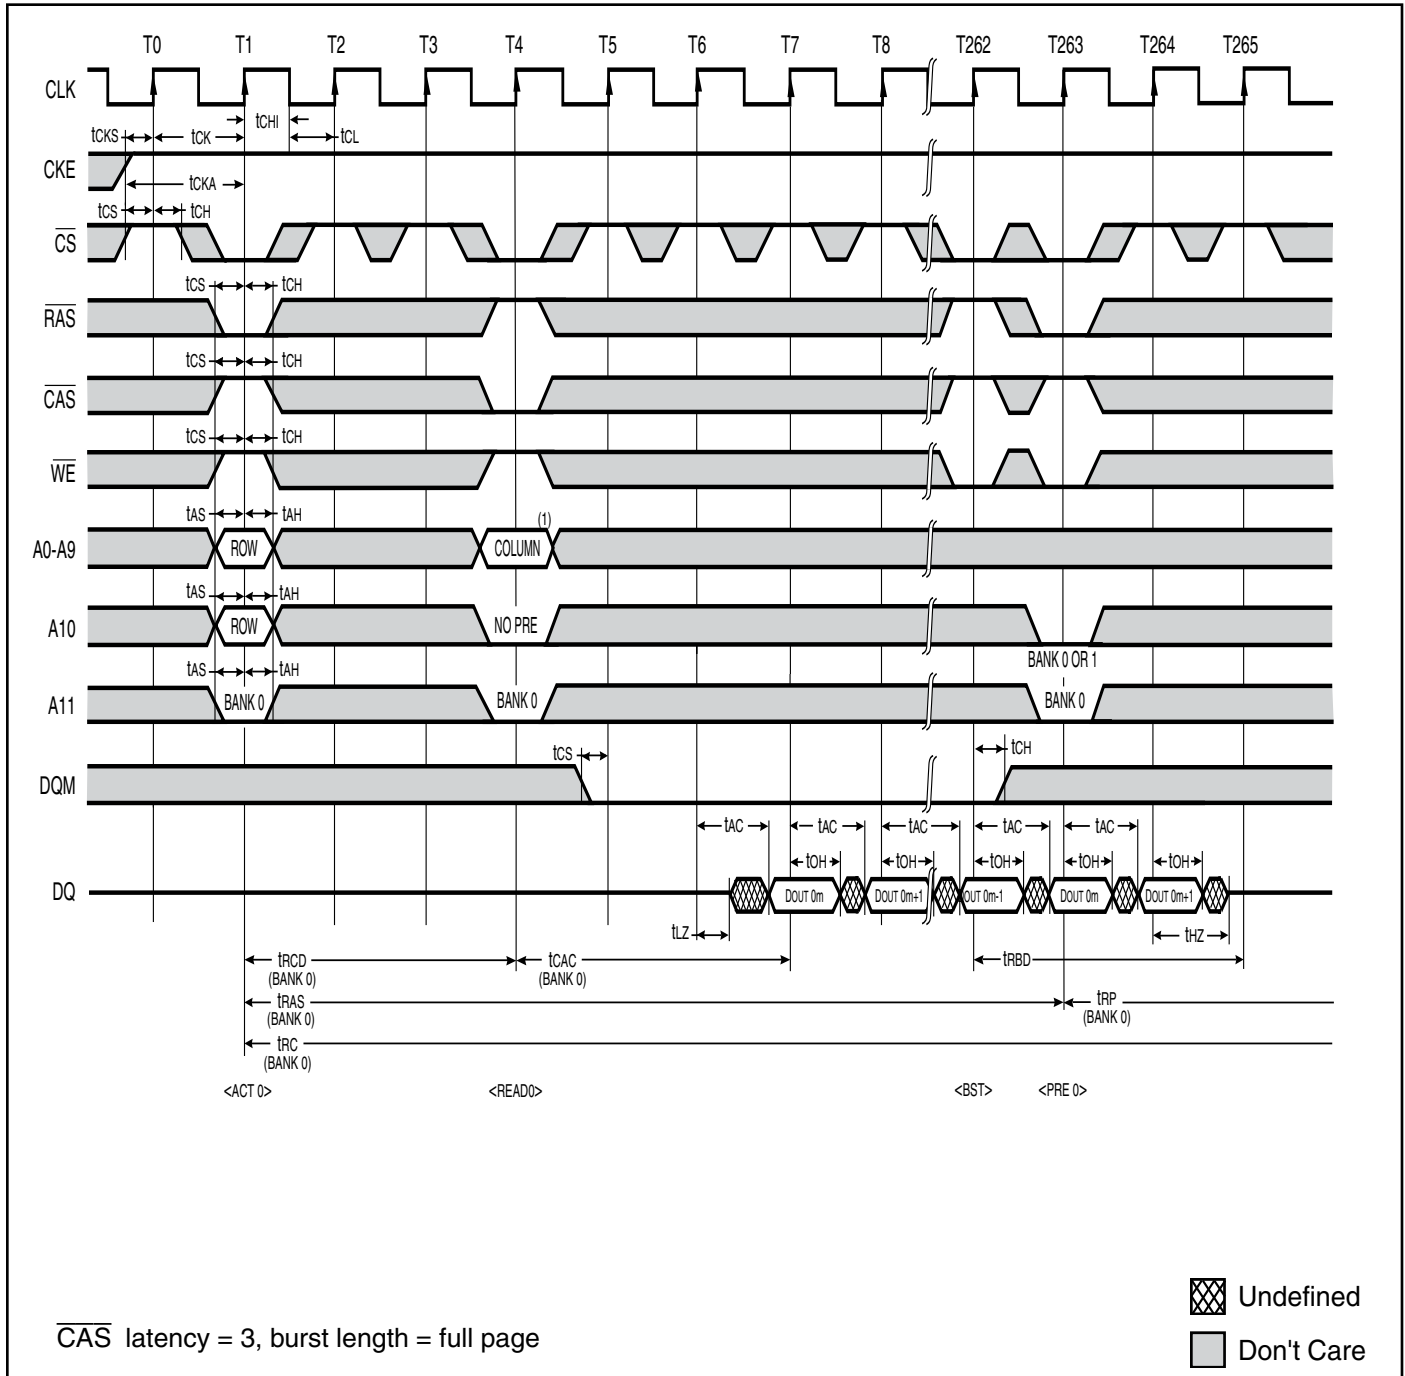 T0 T1 T2 T3 T4 T5 T6 T7 T8 T262 T263 T264 T265
CLK
tCHI
tCKS tCK tCL
CKE
tCKA
tCS tCH
CS
tCS tCH
RAS
tCS tCH
CAS
tCS tCH
WE
tAS tAH (1)
A0-A9 ROW COLUMN
tAS tAH
A10 ROW NO PRE
BANK 0 OR 1
tAS tAH
A11 BANK 0 BANK 0 BANK 0
tCS tCH
DQM
tAC tAC tAC tAC tAC
tOH tOH tOH tOH tOH
DQ DOUT 0m DOUT 0m+1 OUT 0m-1 DOUT 0m DOUT 0m+1
tLZ tHZ
tRCD tCAC tRBD
(BANK 0) (BANK 0)
tRAS tRP
(BANK 0) (BANK 0)
tRC
(BANK 0)
<ACT 0> <READ0> <BST> <PRE 0>
Undefined
CAS latency = 3, burst length = full page
Don't Care